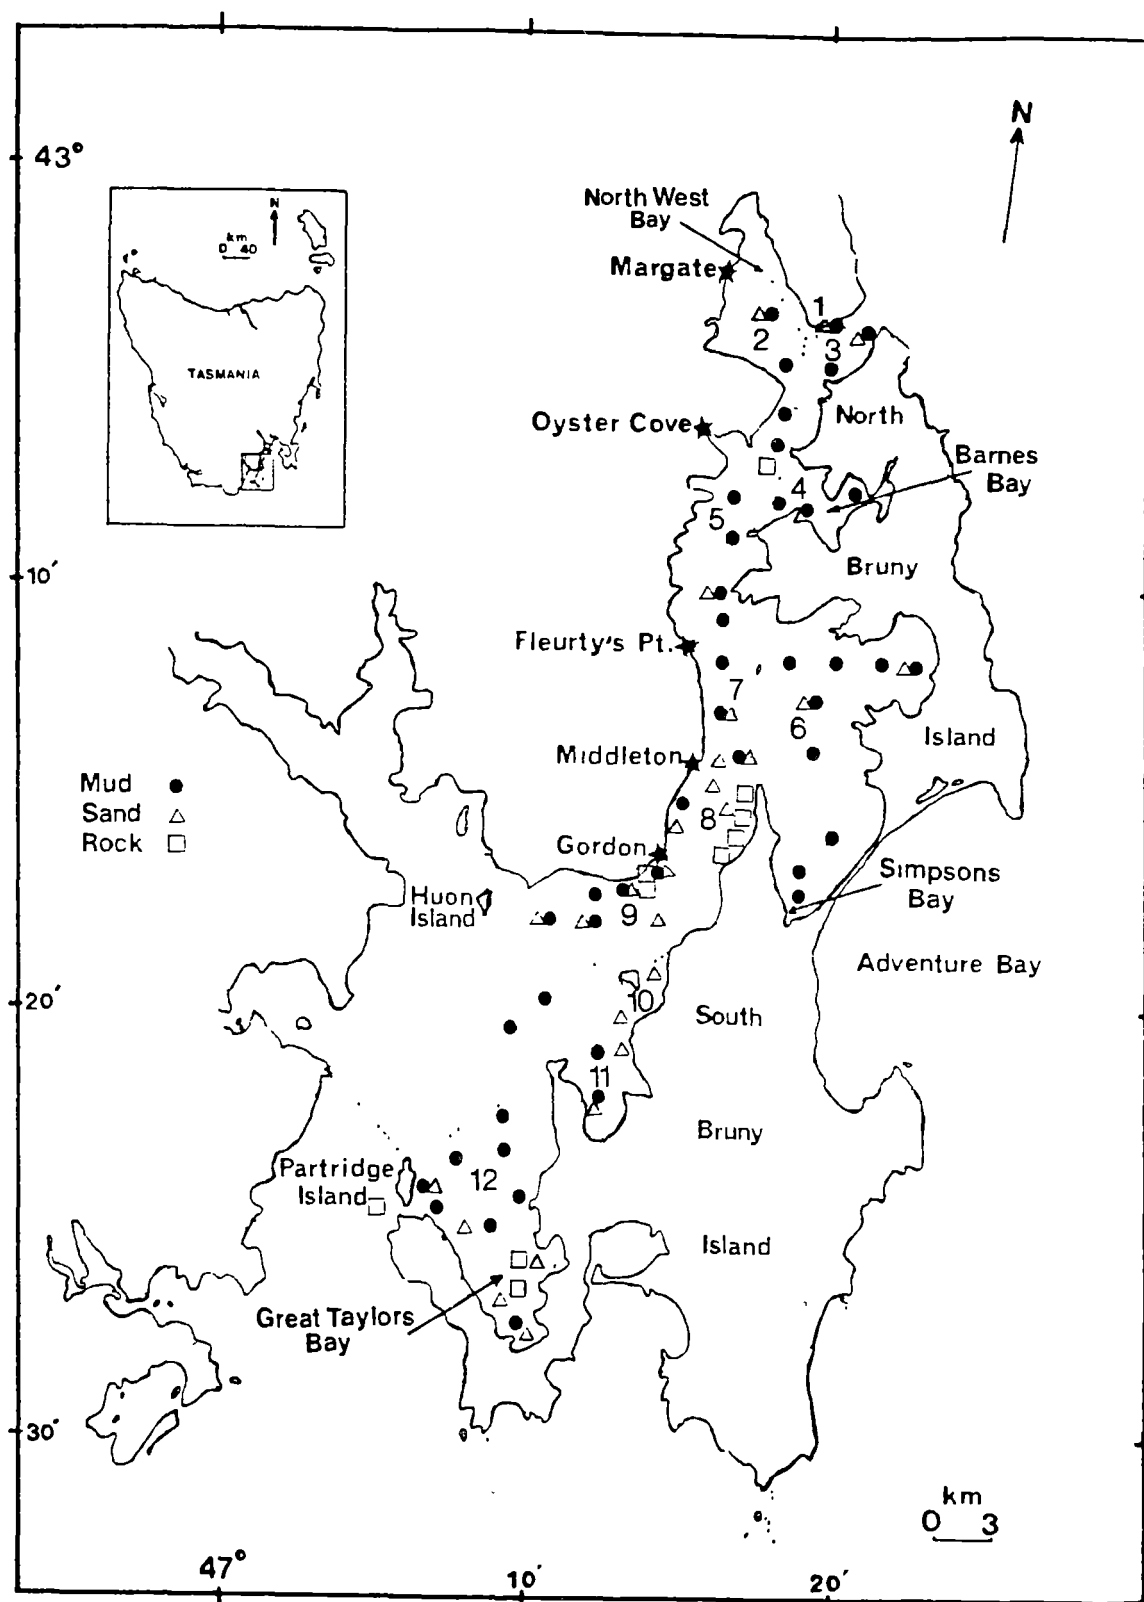 N
43°
North West
Bay
Margate
N
km
0 40
TASMANIA
1
2
3
Oyster Cove
North
Barnes
Bay
4
5
10′
Bruny
Fleurty's Pt.
7
6
Island
Middleton
Mud
Sand
Rock
8
Gordon
Simpsons
Bay
Huon
Island
9
Adventure Bay
20′
10
South
11
Bruny
Partridge
Island
12
Island
Great Taylors
Bay
30′
km
0 3
47°
10′
20′